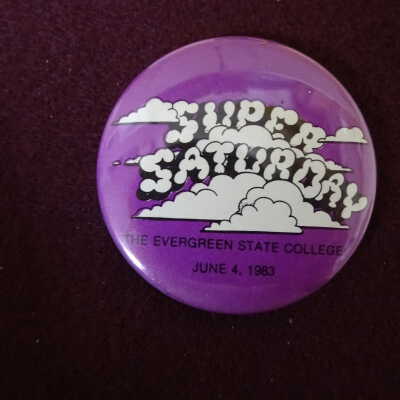 SUPER
SATURDAY
THE EVERGREEN STATE COLLEGE
JUNE 4, 1983